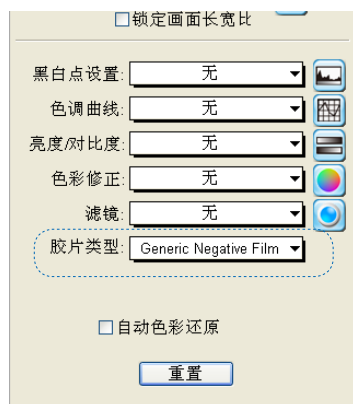 锁定画面长宽比
黑白点设置: 无
色调曲线: 无
亮度/对比度: 无
色彩修正: 无
滤镜: 无
胶片类型: Generic Negative Film
自动色彩还原
重置